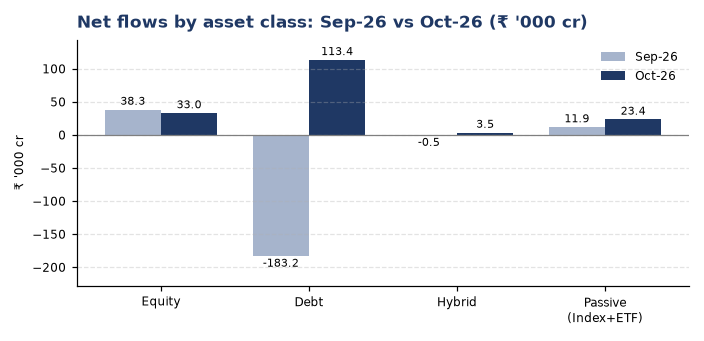 Net flows by asset class: Sep-26 vs Oct-26 (₹ '000 cr)
Sep-26
Oct-26
₹ '000 cr
100
50
0
−50
−100
−150
−200
38.3
33.0
-183.2
113.4
-0.5
3.5
11.9
23.4
Equity
Debt
Hybrid
Passive
(Index+ETF)